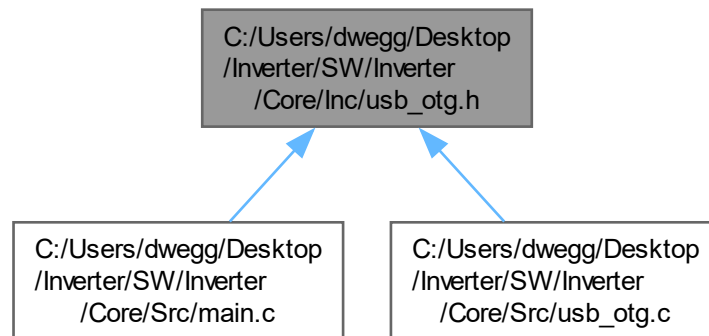 C:/Users/dwegg/Desktop
/Inverter/SW/Inverter
/Core/Inc/usb_otg.h
C:/Users/dwegg/Desktop
/Inverter/SW/Inverter
/Core/Src/main.c
C:/Users/dwegg/Desktop
/Inverter/SW/Inverter
/Core/Src/usb_otg.c